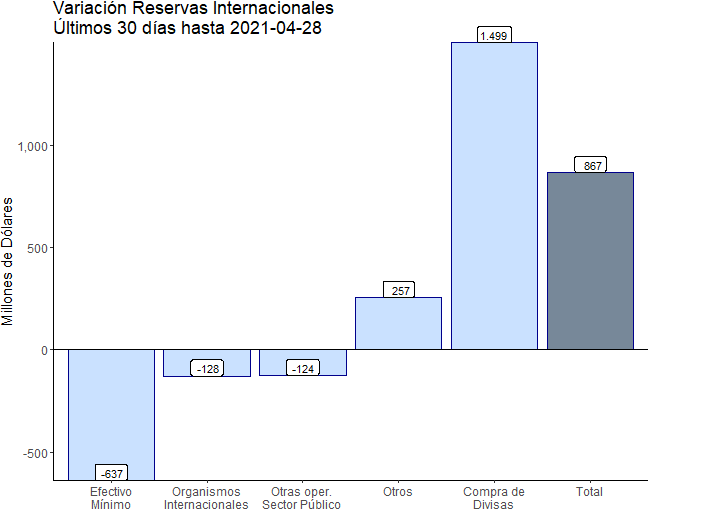 Variación Reservas Internacionales
Últimos 30 días hasta 2021-04-28
Millones de Dólares
1,000
500
0
-500
-637
-128
-124
257
1.499
867
Efectivo
Mínimo
Organismos
Internacionales
Otras oper.
Sector Público
Otros
Compra de
Divisas
Total